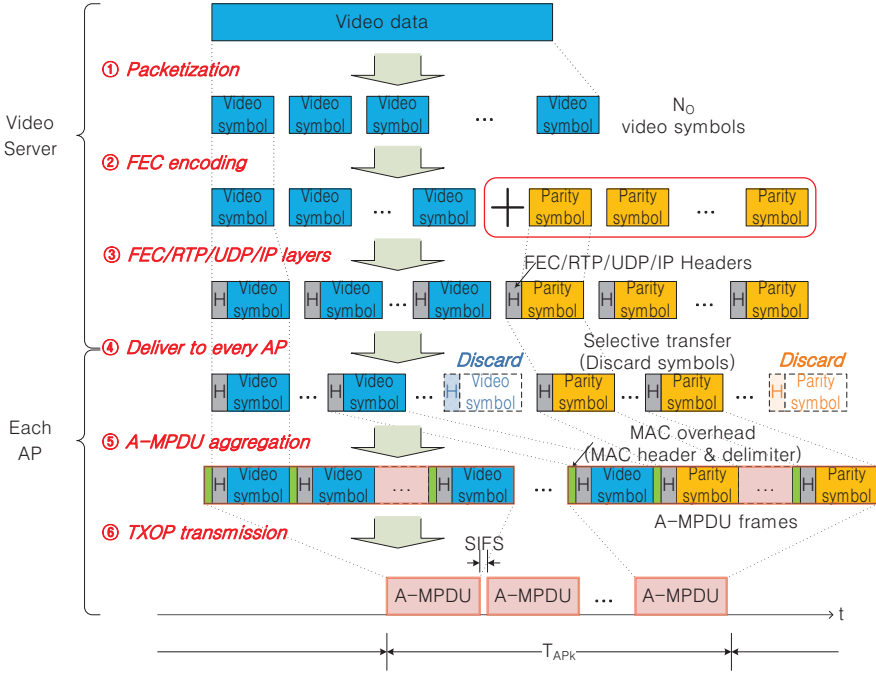 Video data
① Packetization
Video symbol Video symbol Video symbol ... Video symbol
N_O
video symbols
Video Server
② FEC encoding
Video symbol Video symbol ... Video symbol + Parity symbol Parity symbol ... Parity symbol
③ FEC/RTP/UDP/IP layers
FEC/RTP/UDP/IP Headers
H Video symbol H Video symbol ... H Video symbol H Parity symbol H Parity symbol ... H Parity symbol
④ Deliver to every AP
Selective transfer
(Discard symbols)
Discard
Discard
H Video symbol ... H Video symbol ... H Video symbol H Parity symbol ... H Parity symbol ... H Parity symbol
Each AP
⑤ A-MPDU aggregation
MAC overhead
(MAC header & delimiter)
H Video symbol H Video symbol ... H Video symbol ... H Video symbol H Parity symbol ... H Parity symbol
A-MPDU frames
⑥ TXOP transmission
SIFS
A-MPDU A-MPDU ... A-MPDU
t
T_APk